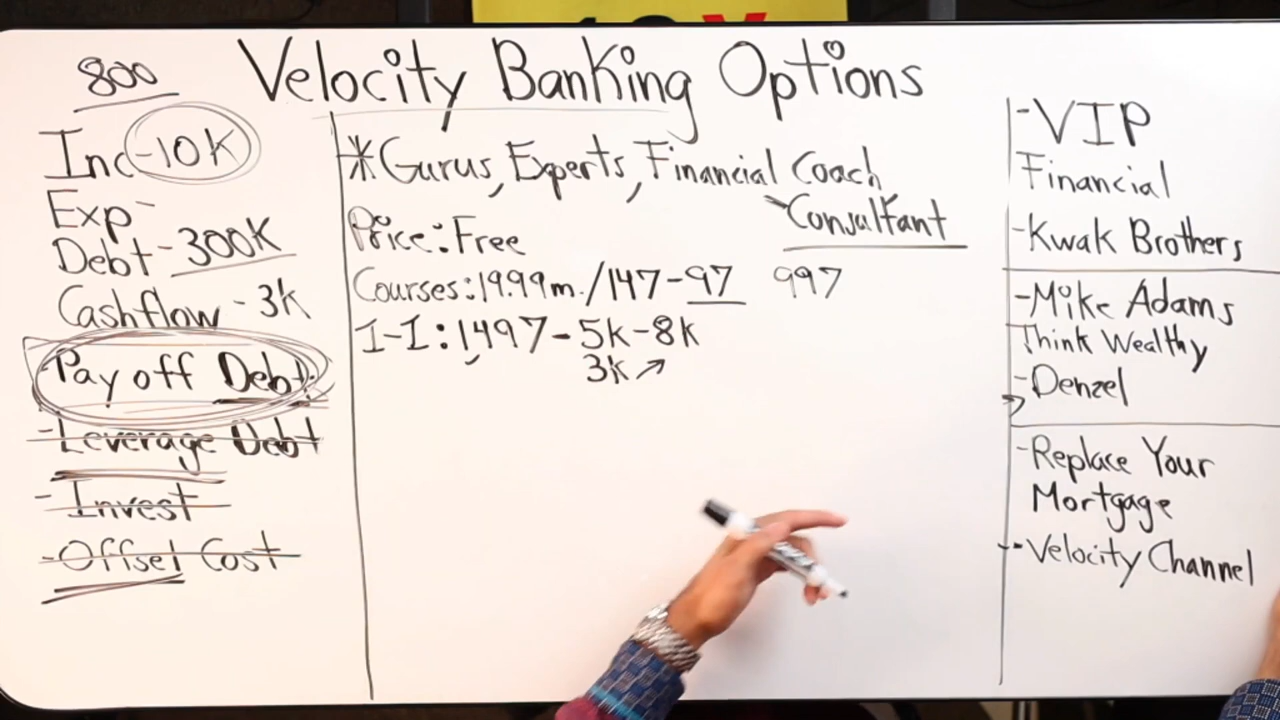 Velocity Banking Options
800
Inc-10K
Exp-
Debt-300K
Cashflow - 3k
Pay off Debt
-Leverage Debt
- Invest
-Offset Cost
*Gurus, Experts, Financial Coach
Consultant
Price: Free
Courses: 19.99m./147-97 997
1-1: 1497-5k-8k
3k
-VIP
Financial
-Kwak Brothers
-Mike Adams
Think Wealthy
-Denzel
-Replace Your
Mortgage
-Velocity Channel